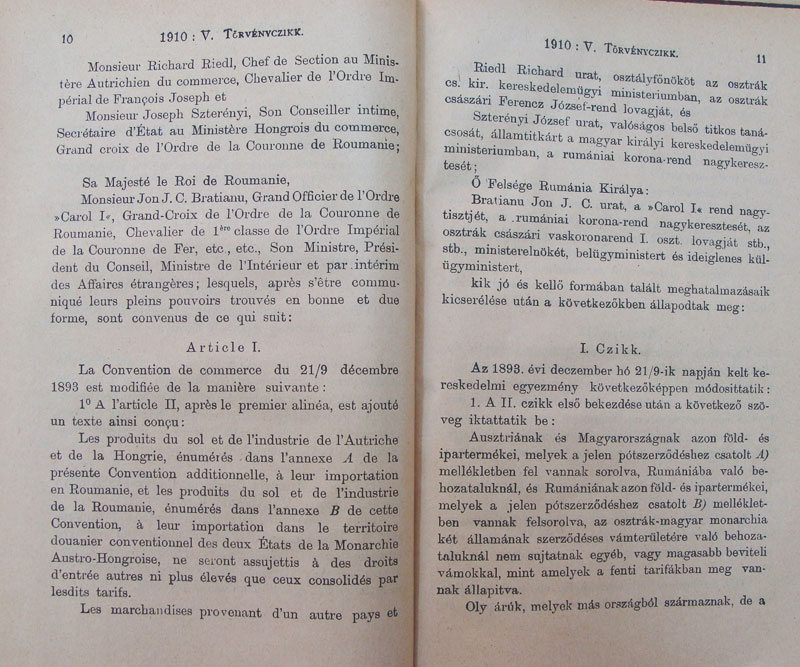 10
1910 : V. TÖRVÉNYCZIKK.
Monsieur Richard Riedl, Chef de Section au Minis-
tère Autrichien du commerce, Chevalier de l'Ordre Im-
périal de François Joseph et
Monsieur Joseph Szterényi, Son Conseiller intime,
Secrétaire d'État au Ministère Hongrois du commerce,
Grand croix de l'Ordre de la Couronne de Roumanie;
Sa Majesté le Roi de Roumanie,
Monsieur Jon J. C. Bratianu, Grand Officier de l'Ordre
»Carol I«, Grand-Croix de l'Ordre de la Couronne de
Roumanie, Chevalier de 1ère classe de l'Ordre Impérial
de la Couronne de Fer, etc., etc., Son Ministre, Prési-
dent du Conseil, Ministre de l'Intérieur et par intérim
des Affaires étrangères; lesquels, après s'être commu-
niqué leurs pleins pouvoirs trouvés en bonne et due
forme, sont convenus de ce qui suit:
Article I.
La Convention de commerce du 21/9 décembre
1893 est modifiée de la manière suivante :
1º A l'article II, après le premier alinéa, est ajouté
un texte ainsi conçu:
Les produits du sol et de l'industrie de l'Autriche
et de la Hongrie, énumérés dans l'annexe A de la
présente Convention additionnelle, à leur importation
en Roumanie, et les produits du sol et de l'industrie
de la Roumanie, énumérés dans l'annexe B de cette
Convention, à leur importation dans le territoire
douanier conventionnel des deux États de la Monarchie
Austro-Hongroise, ne seront assujettis à des droits
d'entrée autres ni plus élevés que ceux consolidés par
lesdits tarifs.
Les marchandises provenant d'un autre pays et
1910 : V. TÖRVÉNYCZIKK.
11
Riedl Richard urat, osztályfőnököt az osztrák
cs. kir. kereskedelemügyi ministeriumban, az osztrák
császári Ferencz József-rend lovagját, és
Szterényi József urat, valóságos belső titkos taná-
csosát, államtitkárt a magyar királyi kereskedelemügyi
ministeriumban, a rumániai korona-rend nagykeresz-
tesét;
Ő Felsége Rumánia Királya:
Bratianu Jon J. C. urat, a »Carol I« rend nagy-
tisztjét, a rumániai korona-rend nagykeresztesét, az
osztrák császári vaskoronarend I. oszt. lovagját stb.,
stb., ministerelnökét, belügyministert és ideiglenes kül-
ügyministert,
kik jó és kellő formában talált meghatalmazásaik
kicserélése után a következőkben állapodtak meg:
I. Czikk.
Az 1893. évi deczember hó 21/9-ik napján kelt ke-
reskedelmi egyezmény következőképpen módosittatik :
1. A II. czikk első bekezdése után a következő szö-
veg iktattatik be :
Ausztriának és Magyarországnak azon föld- és
ipartermékei, melyek a jelen pótszerződéshez csatolt A)
mellékletben fel vannak sorolva, Rumániába való be-
hozataluknál, és Rumániának azon föld- és ipartermékei,
melyek a jelen pótszerződéshez csatolt B) melléklet-
ben vannak felsorolva, az osztrák-magyar monarchia
két államának szerződéses vámterületére való behoza-
taluknál nem sujtatnak egyéb, vagy magasabb beviteli
vámokkal, mint amelyek a fenti tarifákban meg van-
nak állapitva.
Oly árúk, melyek más országból származnak, de a